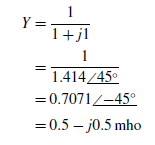 Y = 1/(1 + j1)
= 1/(1.414∠45°)
= 0.7071∠−45°
= 0.5 − j0.5 mho